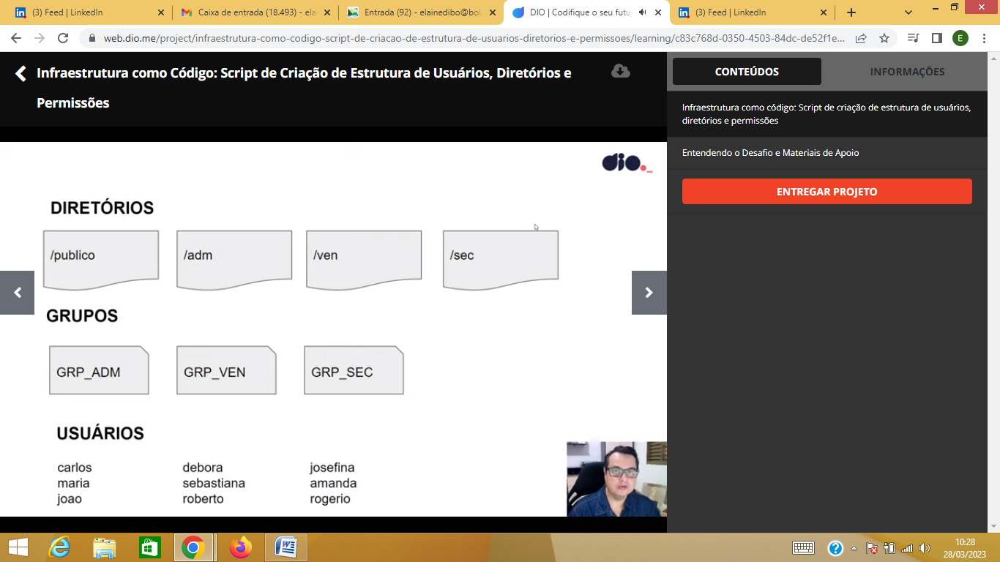 (3) Feed | LinkedIn
Caixa de entrada (18.493) - ela
Entrada (92) - elainedibo@bol.
DIO | Codifique o seu futu
(3) Feed | LinkedIn
web.dio.me/project/infraestrutura-como-codigo-script-de-criacao-de-estrutura-de-usuarios-diretorios-e-permissoes/learning/c83c768d-0350-4503-84dc-de52f1e...
E
Infraestrutura como Código: Script de Criação de Estrutura de Usuários, Diretórios e
Permissões
CONTEÚDOS
INFORMAÇÕES
Infraestrutura como código: Script de criação de estrutura de usuários,
diretórios e permissões
Entendendo o Desafio e Materiais de Apoio
ENTREGAR PROJETO
dio._
DIRETÓRIOS
/publico
/adm
/ven
/sec
GRUPOS
GRP_ADM
GRP_VEN
GRP_SEC
USUÁRIOS
carlos
maria
joao
debora
sebastiana
roberto
josefina
amanda
rogerio
10:28
28/03/2023